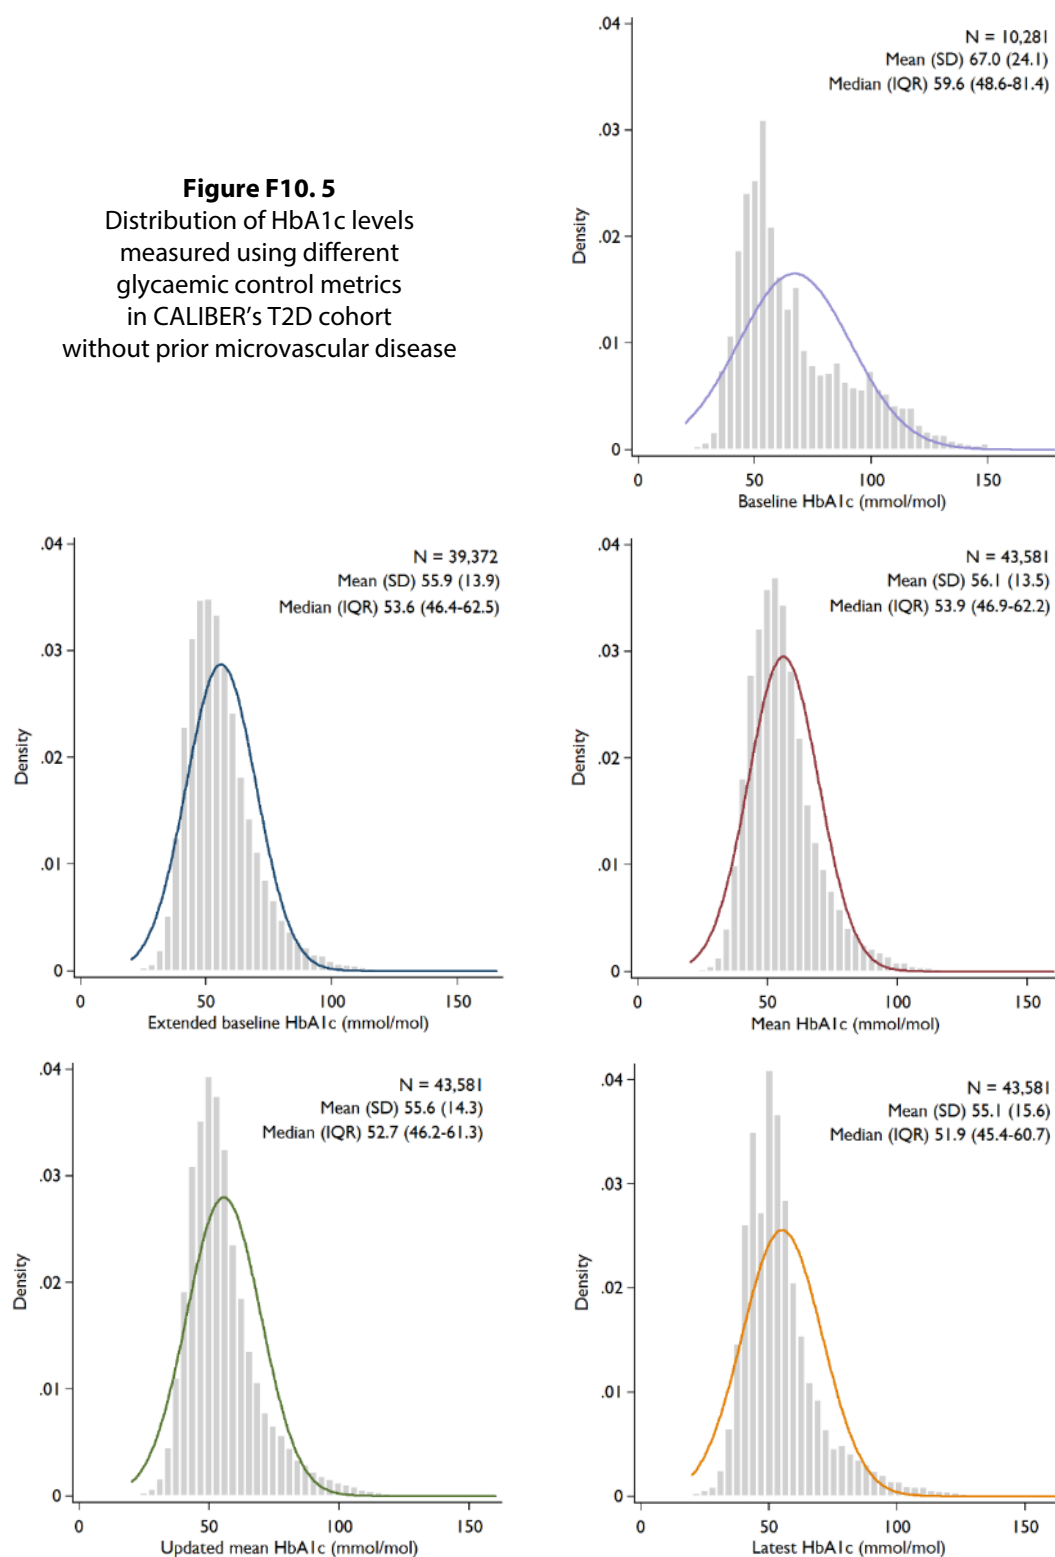 Figure F10. 5
Distribution of HbA1c levels
measured using different
glycaemic control metrics
in CALIBER's T2D cohort
without prior microvascular disease
N = 10,281
Mean (SD) 67.0 (24.1)
Median (IQR) 59.6 (48.6-81.4)
Density
.04
.03
.02
.01
0
0 50 100 150
Baseline HbA1c (mmol/mol)
N = 39,372
Mean (SD) 55.9 (13.9)
Median (IQR) 53.6 (46.4-62.5)
Density
.04
.03
.02
.01
0
0 50 100 150
Extended baseline HbA1c (mmol/mol)
N = 43,581
Mean (SD) 56.1 (13.5)
Median (IQR) 53.9 (46.9-62.2)
Density
.04
.03
.02
.01
0
0 50 100 150
Mean HbA1c (mmol/mol)
N = 43,581
Mean (SD) 55.6 (14.3)
Median (IQR) 52.7 (46.2-61.3)
Density
.04
.03
.02
.01
0
0 50 100 150
Updated mean HbA1c (mmol/mol)
N = 43,581
Mean (SD) 55.1 (15.6)
Median (IQR) 51.9 (45.4-60.7)
Density
.04
.03
.02
.01
0
0 50 100 150
Latest HbA1c (mmol/mol)